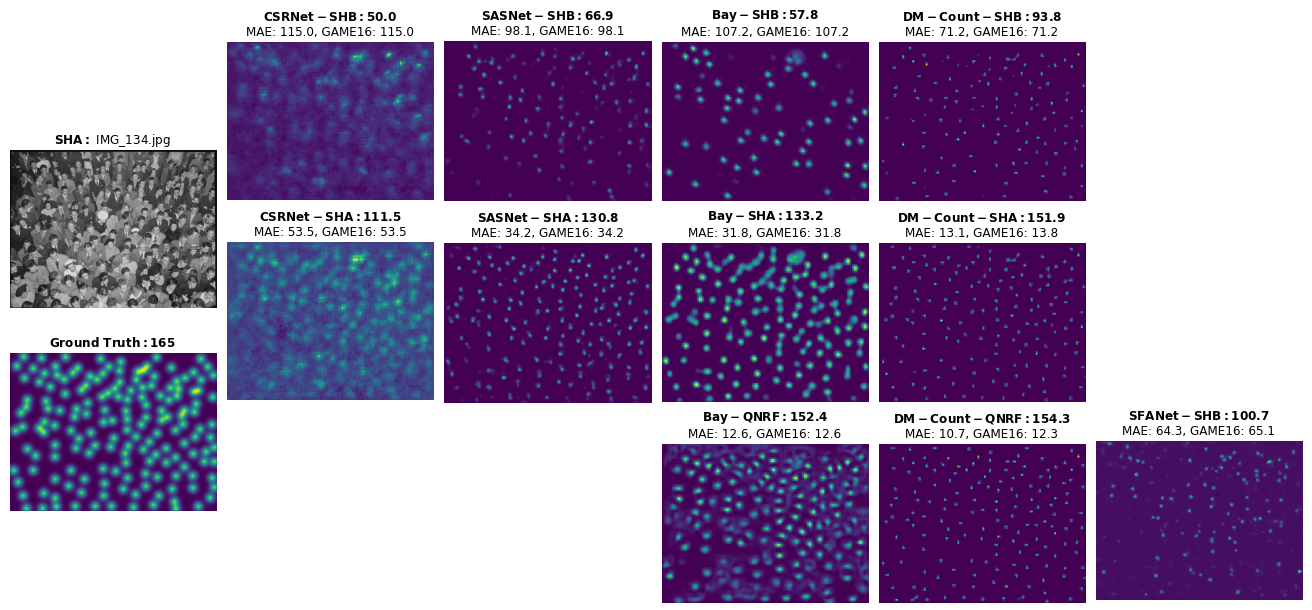 CSRNet − SHB : 50.0
MAE: 115.0, GAME16: 115.0
SASNet − SHB : 66.9
MAE: 98.1, GAME16: 98.1
Bay − SHB : 57.8
MAE: 107.2, GAME16: 107.2
DM − Count − SHB : 93.8
MAE: 71.2, GAME16: 71.2
SHA : IMG_134.jpg
CSRNet − SHA : 111.5
MAE: 53.5, GAME16: 53.5
SASNet − SHA : 130.8
MAE: 34.2, GAME16: 34.2
Bay − SHA : 133.2
MAE: 31.8, GAME16: 31.8
DM − Count − SHA : 151.9
MAE: 13.1, GAME16: 13.8
Ground Truth : 165
Bay − QNRF : 152.4
MAE: 12.6, GAME16: 12.6
DM − Count − QNRF : 154.3
MAE: 10.7, GAME16: 12.3
SFANet − SHB : 100.7
MAE: 64.3, GAME16: 65.1